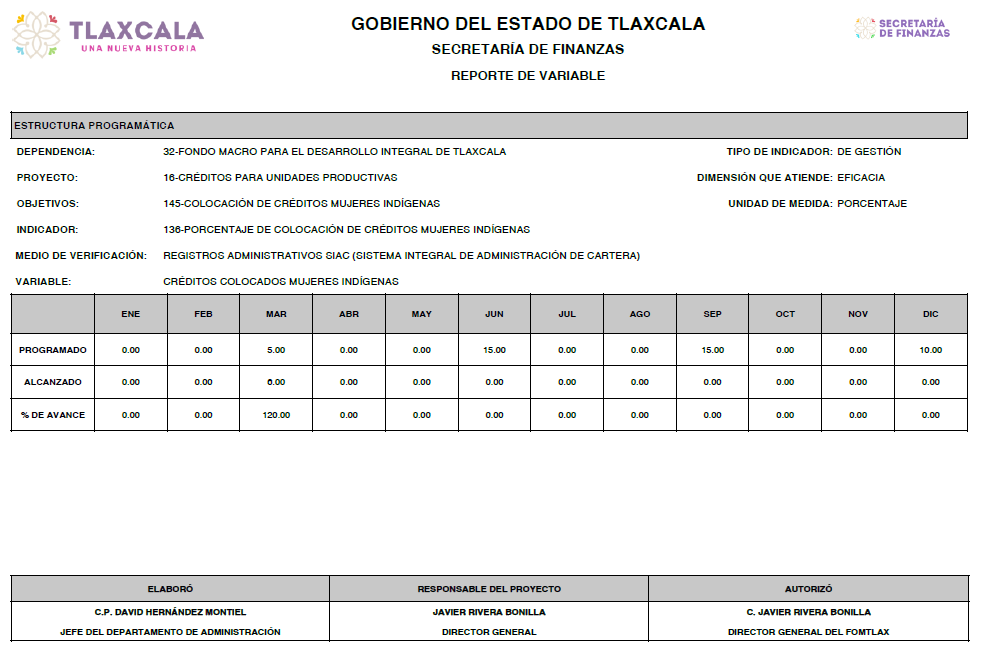 TLAXCALA
UNA NUEVA HISTORIA
GOBIERNO DEL ESTADO DE TLAXCALA
SECRETARÍA DE FINANZAS
REPORTE DE VARIABLE
SECRETARÍA
DE FINANZAS
ESTRUCTURA PROGRAMÁTICA
DEPENDENCIA: 32-FONDO MACRO PARA EL DESARROLLO INTEGRAL DE TLAXCALA TIPO DE INDICADOR: DE GESTIÓN
PROYECTO: 16-CRÉDITOS PARA UNIDADES PRODUCTIVAS DIMENSIÓN QUE ATIENDE: EFICACIA
OBJETIVOS: 145-COLOCACIÓN DE CRÉDITOS MUJERES INDÍGENAS UNIDAD DE MEDIDA: PORCENTAJE
INDICADOR: 136-PORCENTAJE DE COLOCACIÓN DE CRÉDITOS MUJERES INDÍGENAS
MEDIO DE VERIFICACIÓN: REGISTROS ADMINISTRATIVOS SIAC (SISTEMA INTEGRAL DE ADMINISTRACIÓN DE CARTERA)
VARIABLE: CRÉDITOS COLOCADOS MUJERES INDÍGENAS
ENE FEB MAR ABR MAY JUN JUL AGO SEP OCT NOV DIC
PROGRAMADO 0.00 0.00 5.00 0.00 0.00 15.00 0.00 0.00 15.00 0.00 0.00 10.00
ALCANZADO 0.00 0.00 6.00 0.00 0.00 0.00 0.00 0.00 0.00 0.00 0.00 0.00
% DE AVANCE 0.00 0.00 120.00 0.00 0.00 0.00 0.00 0.00 0.00 0.00 0.00 0.00
ELABORÓ RESPONSABLE DEL PROYECTO AUTORIZÓ
C.P. DAVID HERNÁNDEZ MONTIEL JAVIER RIVERA BONILLA C. JAVIER RIVERA BONILLA
JEFE DEL DEPARTAMENTO DE ADMINISTRACIÓN DIRECTOR GENERAL DIRECTOR GENERAL DEL FOMTLAX